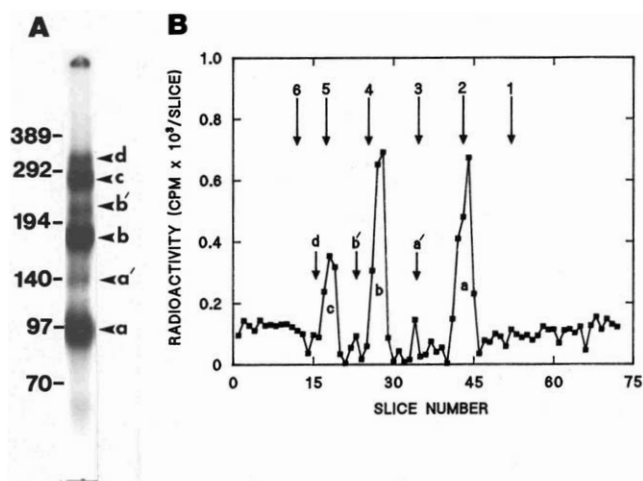 A
389-
292-
194-
140-
97-
70-
d
c
b'
b
a'
a
B
RADIOACTIVITY (CPM x 10³/SLICE)
1.0
0.8
0.6
0.4
0.2
0
6 5 4 3 2 1
d b' a'
c b a
0 15 30 45 60 75
SLICE NUMBER